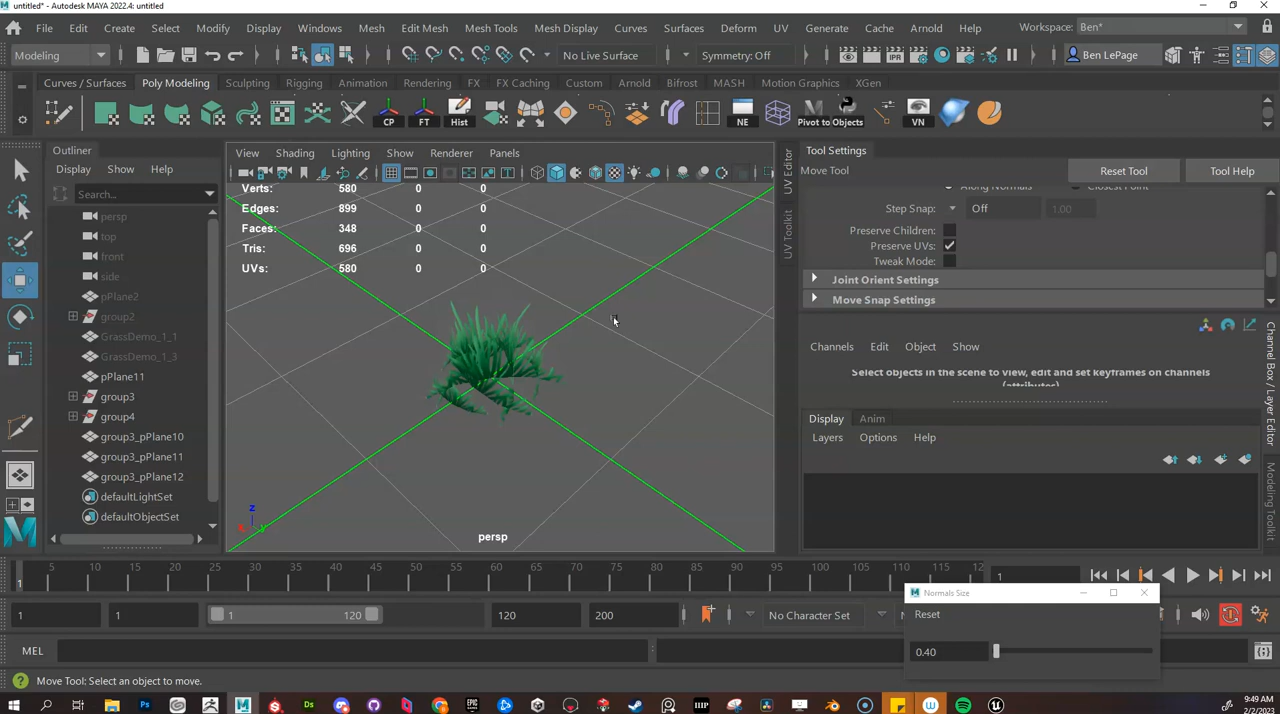 untitled* - Autodesk MAYA 2022.4: untitled
File Edit Create Select Modify Display Windows Mesh Edit Mesh Mesh Tools Mesh Display Curves Surfaces Deform UV Generate Cache Arnold Help Workspace: Ben*
Modeling No Live Surface Symmetry: Off IPR Ben LePage
Curves / Surfaces Poly Modeling Sculpting Rigging Animation Rendering FX FX Caching Custom Arnold Bifrost MASH Motion Graphics XGen
CP FT Hist NE Pivot to Objects VN
Outliner
Display Show Help
Search...
persp
top
front
side
pPlane2
group2
GrassDemo_1_1
GrassDemo_1_3
pPlane11
group3
group4
group3_pPlane10
group3_pPlane11
group3_pPlane12
defaultLightSet
defaultObjectSet
View Shading Lighting Show Renderer Panels
Verts: 580 0 0
Edges: 899 0 0
Faces: 348 0 0
Tris: 696 0 0
UVs: 580 0 0
z
persp
UV Editor
UV Toolkit
Tool Settings
Move Tool Reset Tool Tool Help
Along Normals Closest Point
Step Snap: Off 1.00
Preserve Children:
Preserve UVs:
Tweak Mode:
Joint Orient Settings
Move Snap Settings
Channels Edit Object Show
Select objects in the scene to view, edit and set keyframes on channels
(attributes)
Display Anim
Layers Options Help
Channel Box / Layer Editor
Modeling Toolkit
1 5 10 15 20 25 30 35 40 45 50 55 60 65 70 75 80 85 90 95 100 105 110 115 12 1
1 1 1 120 120 200 No Character Set
Normals Size
Reset
0.40
MEL
Move Tool: Select an object to move.
9:49 AM
2/2/2023